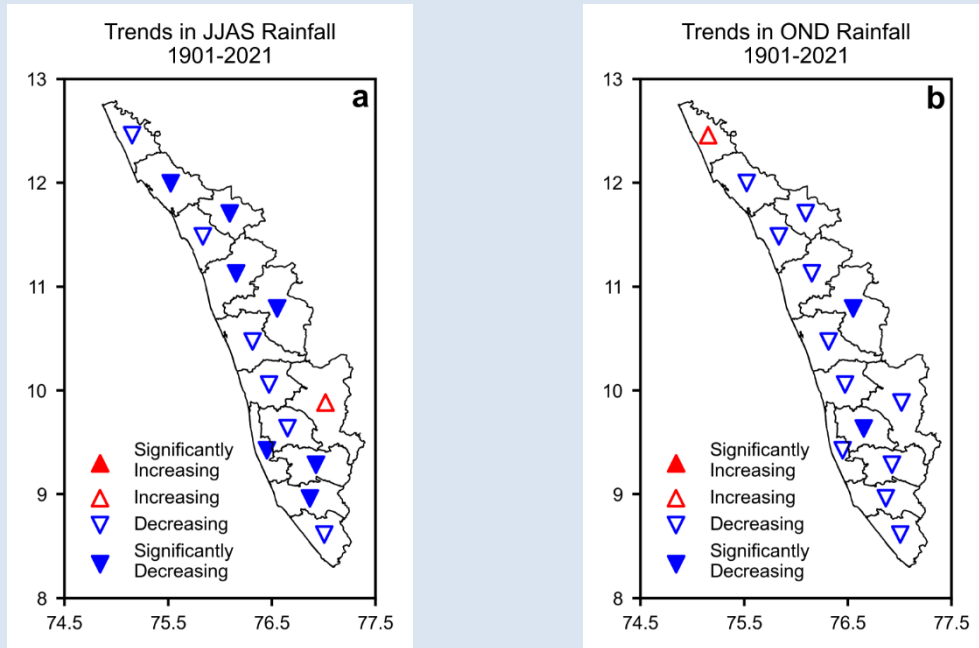 Trends in JJAS Rainfall
1901-2021
a
13
12
11
10
9
8
74.5
75.5
76.5
77.5
Significantly
Increasing
Increasing
Decreasing
Significantly
Decreasing
Trends in OND Rainfall
1901-2021
b
13
12
11
10
9
8
74.5
75.5
76.5
77.5
Significantly
Increasing
Increasing
Decreasing
Significantly
Decreasing